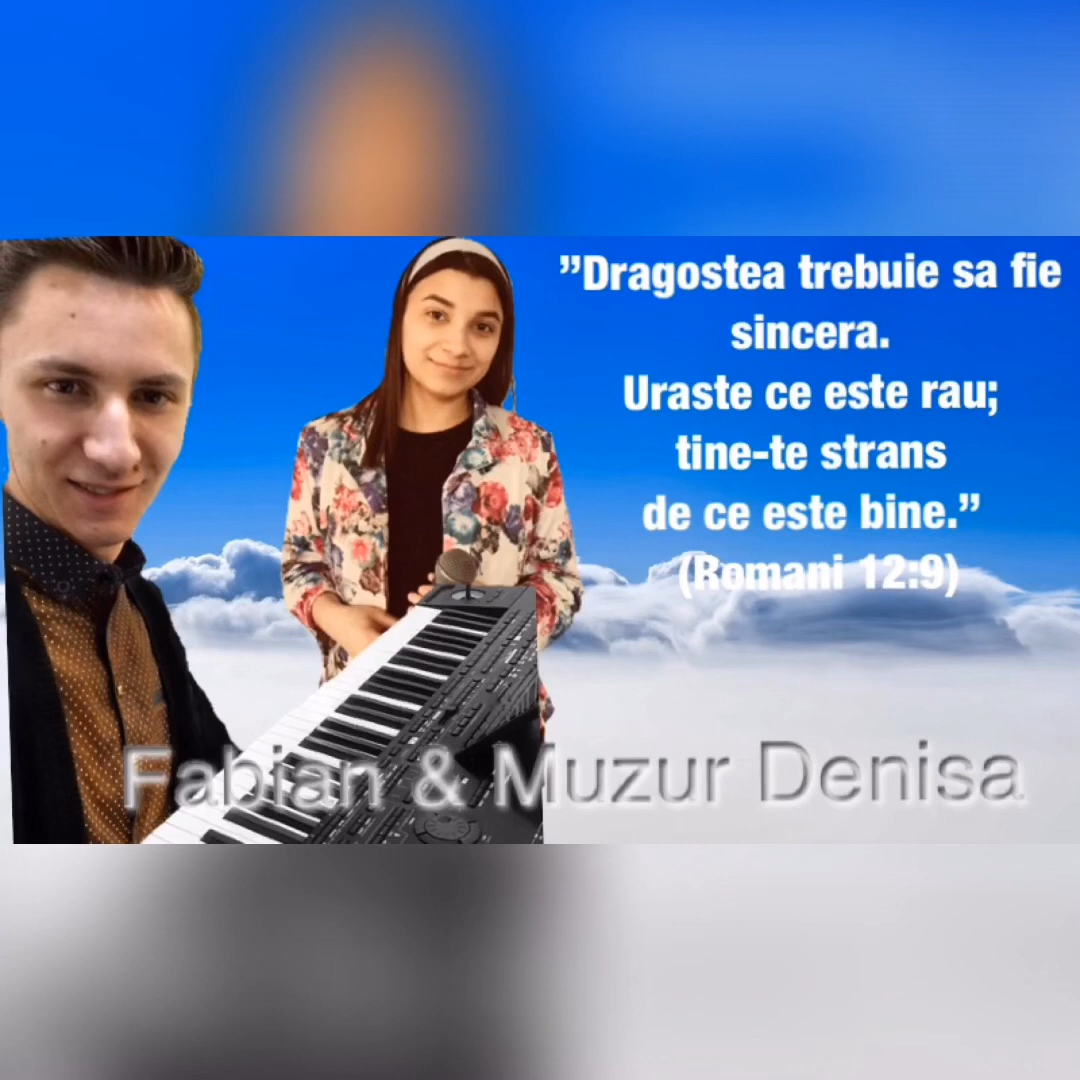 ”Dragostea trebuie sa fie
sincera.
Uraste ce este rau;
tine-te strans
de ce este bine.”
(Romani 12:9)
Fabian & Muzur Denisa